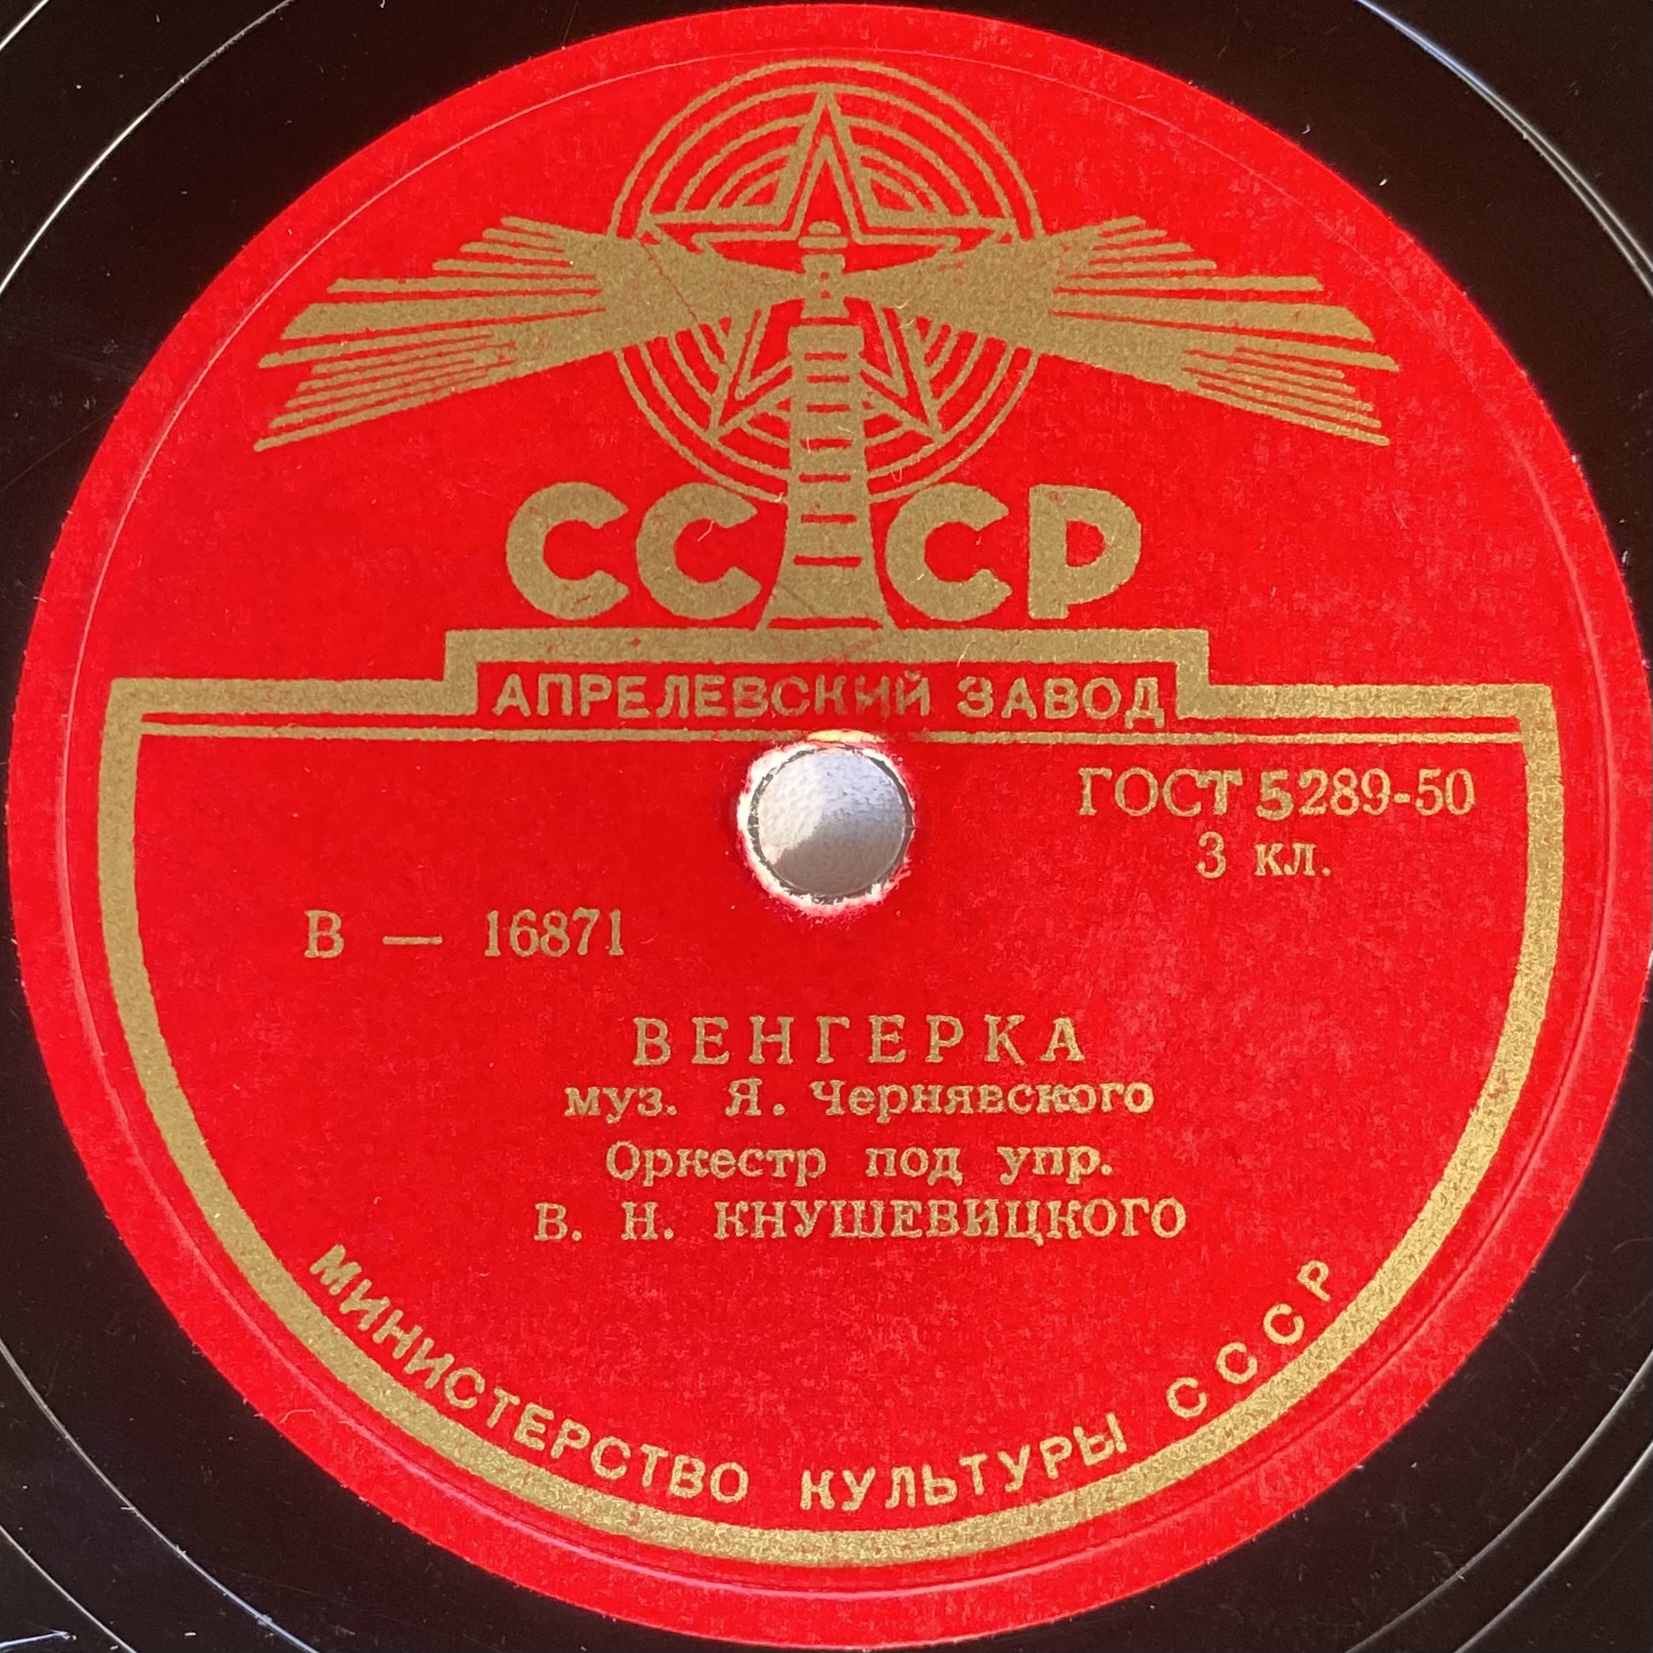 СССР
АПРЕЛЕВСКИЙ ЗАВОД
ГОСТ 5289-50
3 кл.
В — 16871
ВЕНГЕРКА
муз. Я. Чернявского
Оркестр под упр.
В. Н. КНУШЕВИЦКОГО
МИНИСТЕРСТВО КУЛЬТУРЫ СССР